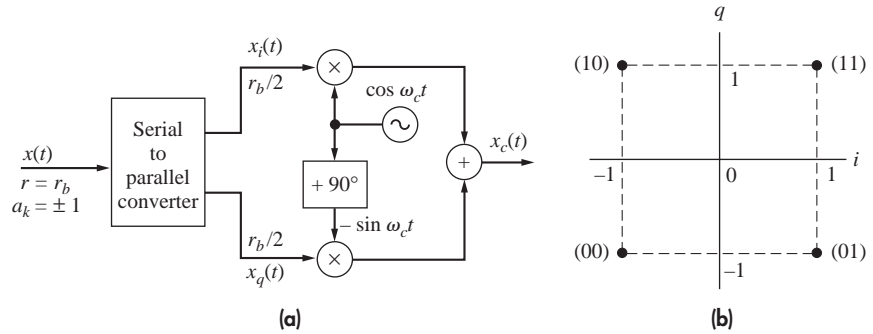 x_i(t)
r_b/2
×
cos ω_c t
Serial
to
parallel
converter
x(t)
r = r_b
a_k = ± 1
+ 90°
+
x_c(t)
– sin ω_c t
r_b/2
x_q(t)
×
(a)
q
(10)
(11)
1
–1
0
1
i
(00)
(01)
–1
(b)